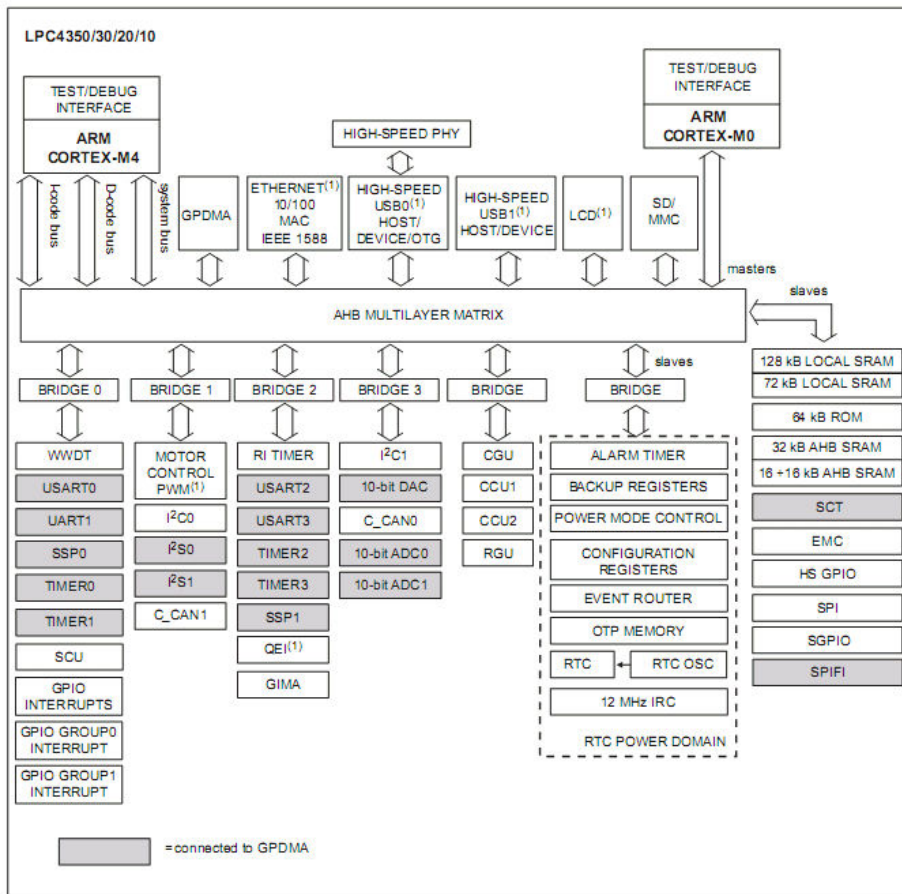 LPC4350/30/20/10
TEST/DEBUG
INTERFACE
ARM
CORTEX-M4
TEST/DEBUG
INTERFACE
ARM
CORTEX-M0
HIGH-SPEED PHY
I-code bus
D-code bus
system bus
GPDMA
ETHERNET(1)
10/100
MAC
IEEE 1588
HIGH-SPEED
USB0(1)
HOST/
DEVICE/OTG
HIGH-SPEED
USB1(1)
HOST/DEVICE
LCD(1)
SD/
MMC
masters
slaves
AHB MULTILAYER MATRIX
slaves
BRIDGE 0
BRIDGE 1
BRIDGE 2
BRIDGE 3
BRIDGE
BRIDGE
WWDT
USART0
UART1
SSP0
TIMER0
TIMER1
SCU
GPIO
INTERRUPTS
GPIO GROUP0
INTERRUPT
GPIO GROUP1
INTERRUPT
MOTOR
CONTROL
PWM(1)
I2C0
I2S0
I2S1
C_CAN1
RI TIMER
USART2
USART3
TIMER2
TIMER3
SSP1
QEI(1)
GIMA
I2C1
10-bit DAC
C_CAN0
10-bit ADC0
10-bit ADC1
CGU
CCU1
CCU2
RGU
ALARM TIMER
BACKUP REGISTERS
POWER MODE CONTROL
CONFIGURATION
REGISTERS
EVENT ROUTER
OTP MEMORY
RTC
RTC OSC
12 MHz IRC
RTC POWER DOMAIN
128 kB LOCAL SRAM
72 kB LOCAL SRAM
64 kB ROM
32 kB AHB SRAM
16 +16 kB AHB SRAM
SCT
EMC
HS GPIO
SPI
SGPIO
SPIFI
=connected to GPDMA